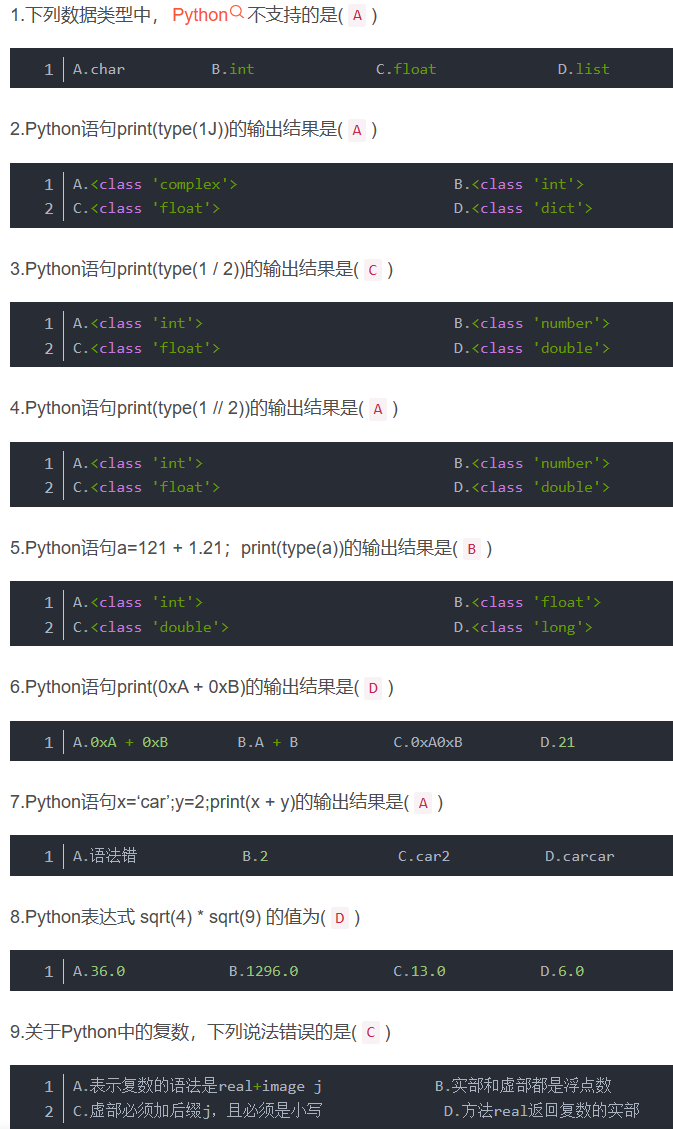 1.下列数据类型中， Python 不支持的是( A )
1 A.char B.int C.float D.list
2.Python语句print(type(1J))的输出结果是( A )
1 A.<class 'complex'> B.<class 'int'>
2 C.<class 'float'> D.<class 'dict'>
3.Python语句print(type(1 / 2))的输出结果是( C )
1 A.<class 'int'> B.<class 'number'>
2 C.<class 'float'> D.<class 'double'>
4.Python语句print(type(1 // 2))的输出结果是( A )
1 A.<class 'int'> B.<class 'number'>
2 C.<class 'float'> D.<class 'double'>
5.Python语句a=121 + 1.21；print(type(a))的输出结果是( B )
1 A.<class 'int'> B.<class 'float'>
2 C.<class 'double'> D.<class 'long'>
6.Python语句print(0xA + 0xB)的输出结果是( D )
1 A.0xA + 0xB B.A + B C.0xA0xB D.21
7.Python语句x=‘car’;y=2;print(x + y)的输出结果是( A )
1 A.语法错 B.2 C.car2 D.carcar
8.Python表达式 sqrt(4) * sqrt(9) 的值为( D )
1 A.36.0 B.1296.0 C.13.0 D.6.0
9.关于Python中的复数，下列说法错误的是( C )
1 A.表示复数的语法是real+image j B.实部和虚部都是浮点数
2 C.虚部必须加后缀j，且必须是小写 D.方法real返回复数的实部